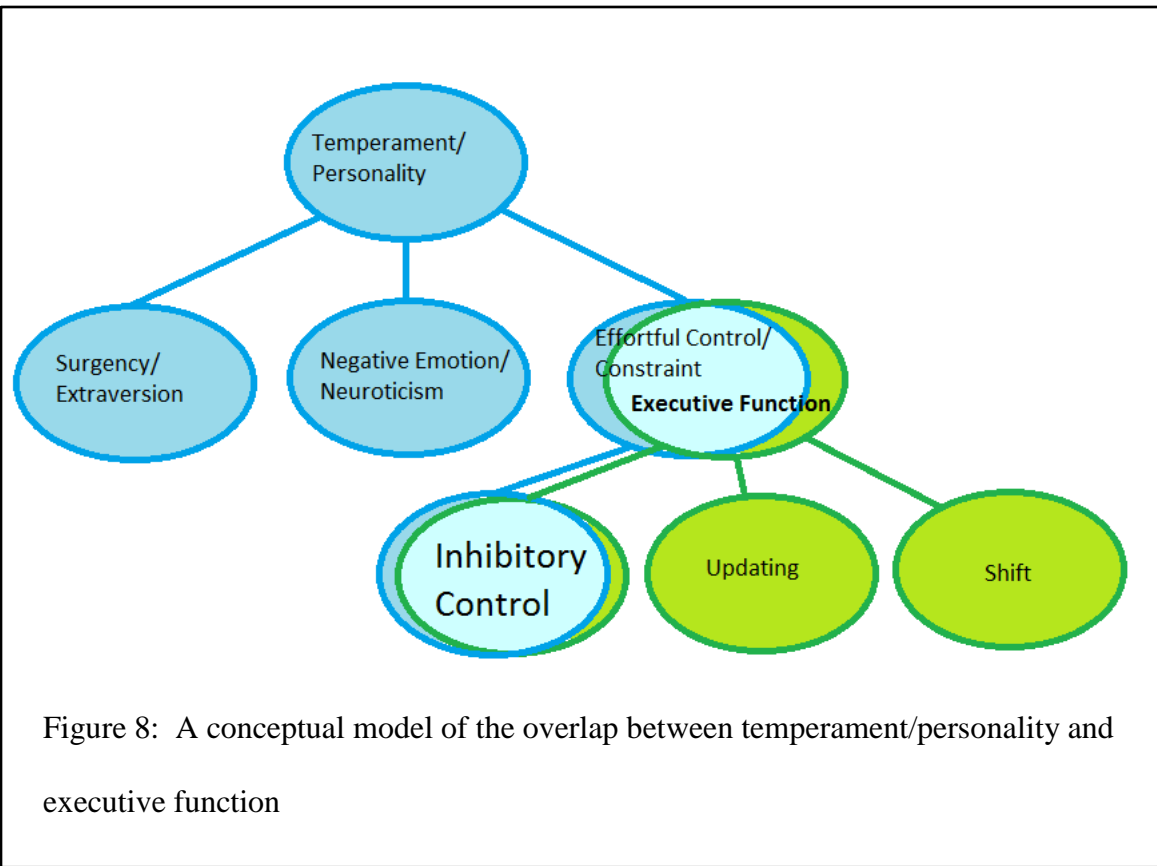 Temperament/
Personality
Surgency/
Extraversion
Negative Emotion/
Neuroticism
Effortful Control/
Constraint
Executive Function
Inhibitory
Control
Updating
Shift
Figure 8:  A conceptual model of the overlap between temperament/personality and
executive function